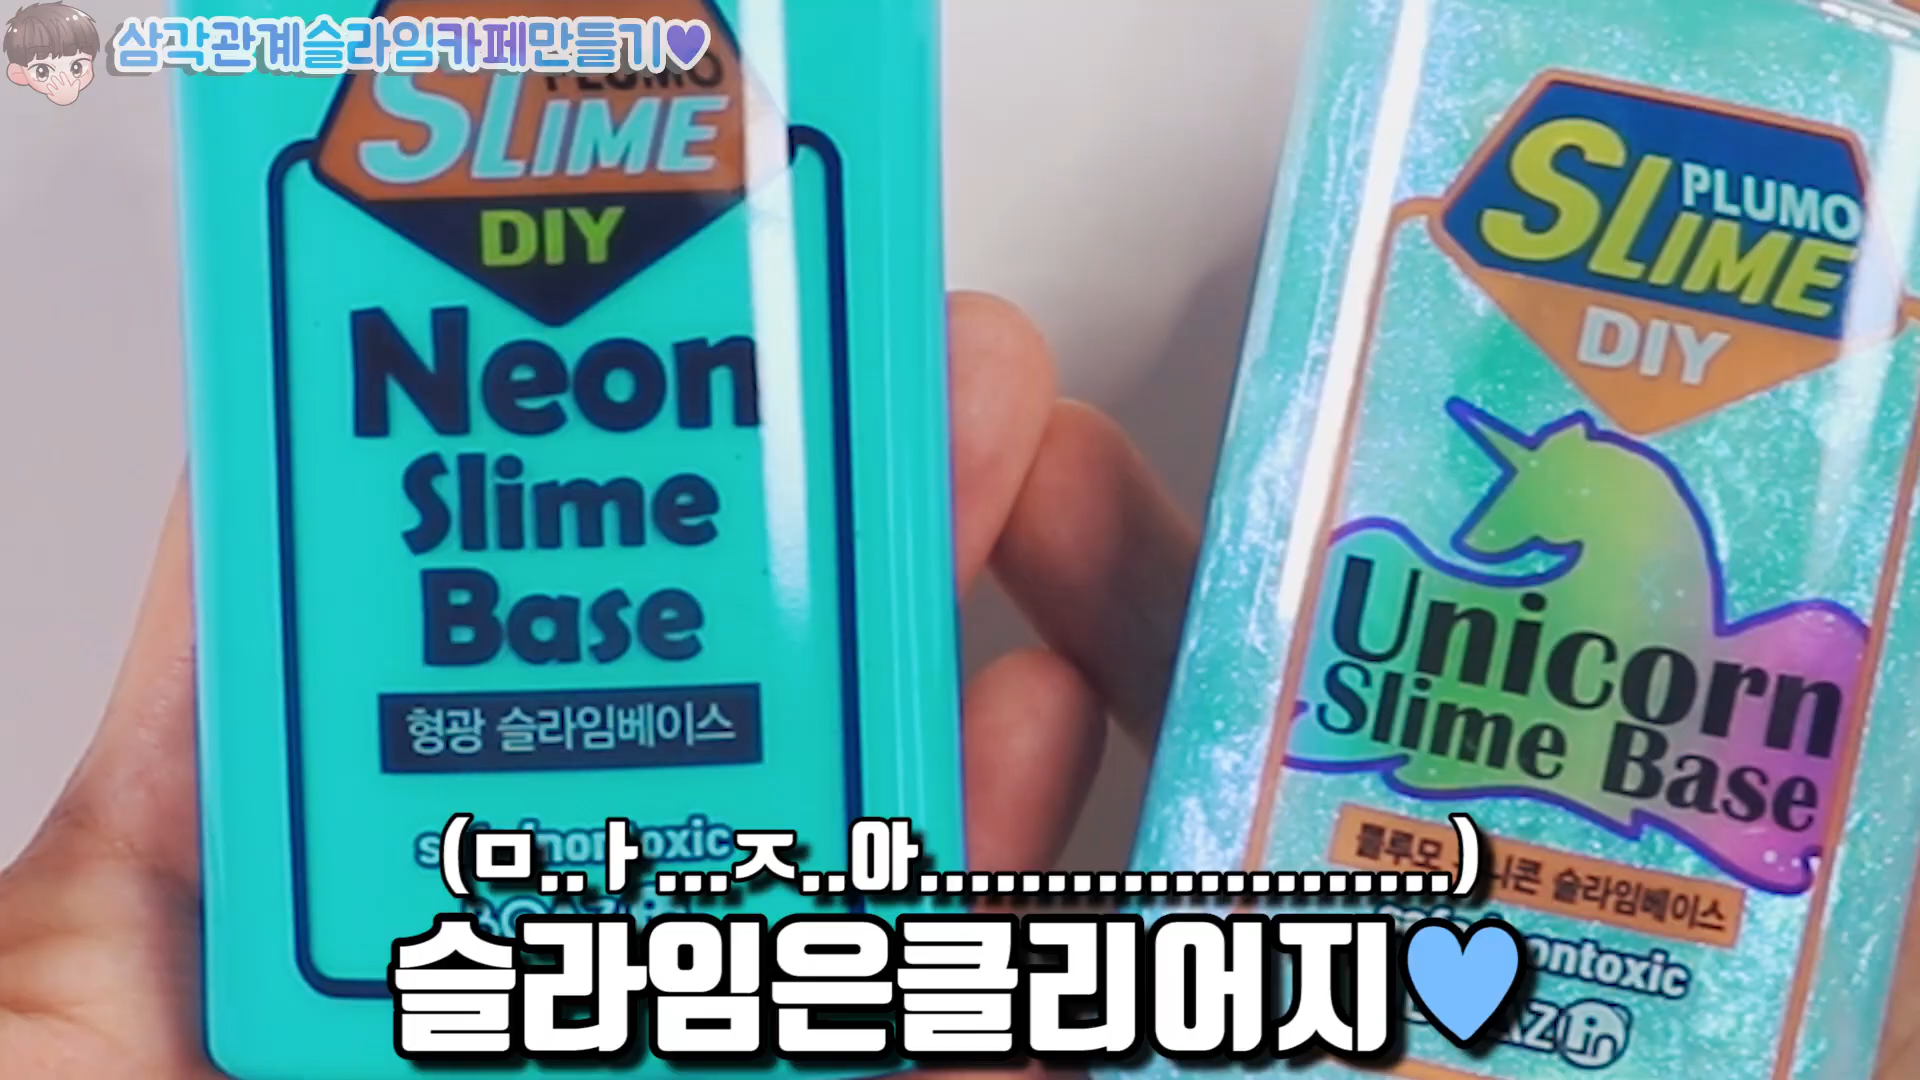 삼각관계슬라임카페만들기💜
PLUMO
SLIME
DIY
Neon
Slime
Base
형광 슬라임베이스
PLUMO
SLIME
DIY
Unicorn
Slime Base
슬라임베이스
(ㅁ..ㅏ...ㅈ..아.....................)
슬라임은클리어지💙